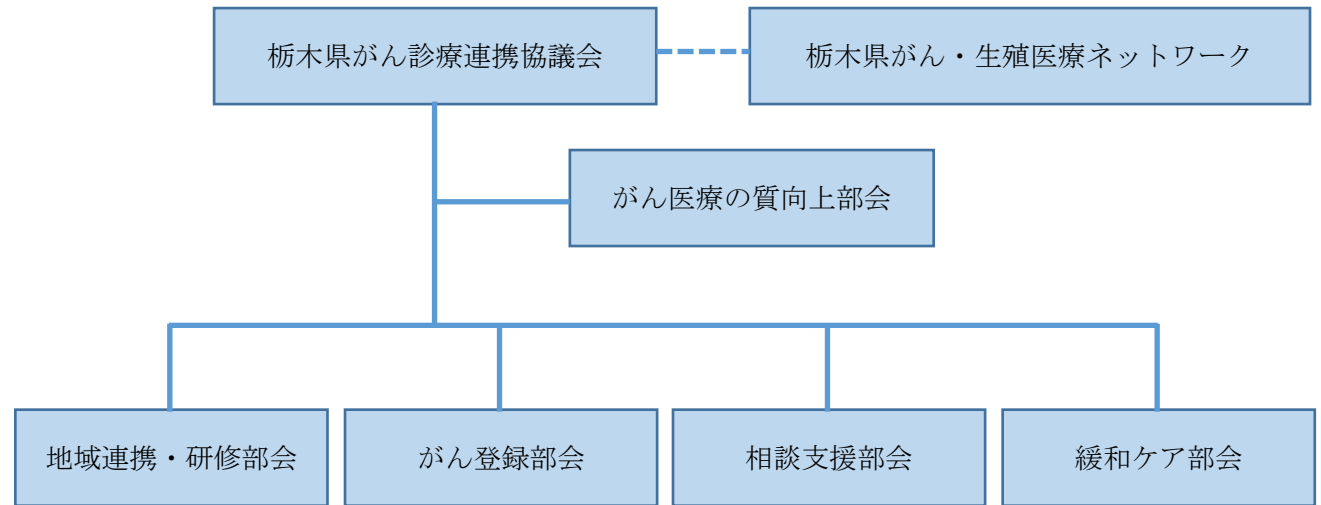 栃木県がん診療連携協議会
栃木県がん・生殖医療ネットワーク
がん医療の質向上部会
地域連携・研修部会
がん登録部会
相談支援部会
緩和ケア部会